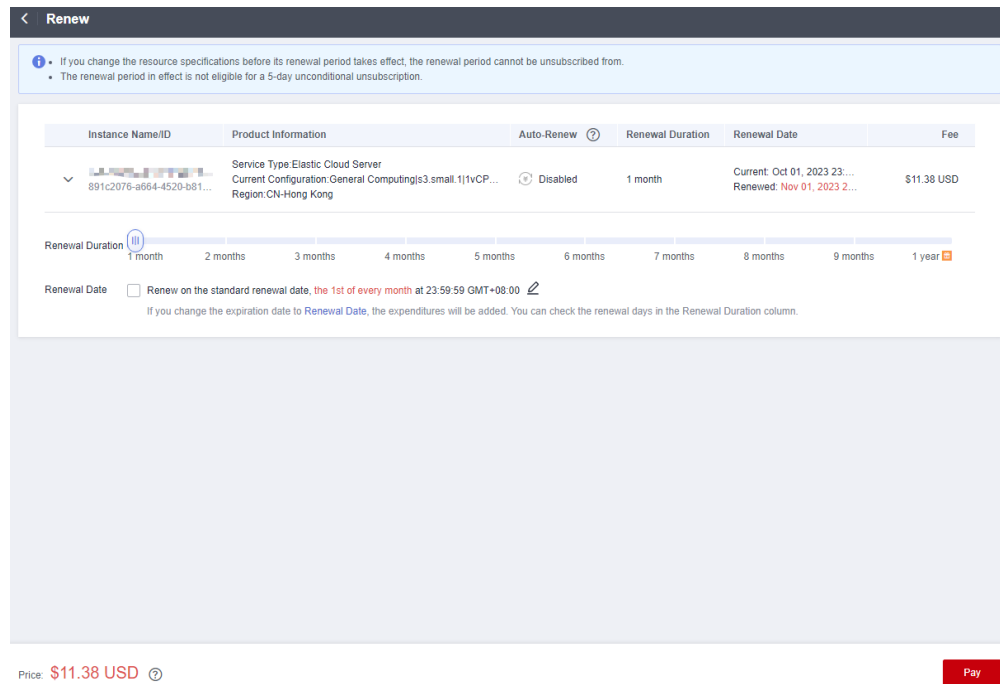 Renew
If you change the resource specifications before its renewal period takes effect, the renewal period cannot be unsubscribed from.
The renewal period in effect is not eligible for a 5-day unconditional unsubscription.
Instance Name/ID Product Information Auto-Renew ? Renewal Duration Renewal Date Fee
Service Type:Elastic Cloud Server
Current Configuration:General Computing|s3.small.1|1vCP...
Region:CN-Hong Kong
891c2076-a664-4520-b81...
Disabled
1 month
Current: Oct 01, 2023 23:...
Renewed: Nov 01, 2023 2...
$11.38 USD
Renewal Duration
1 month 2 months 3 months 4 months 5 months 6 months 7 months 8 months 9 months 1 year
Renewal Date Renew on the standard renewal date, the 1st of every month at 23:59:59 GMT+08:00
If you change the expiration date to Renewal Date, the expenditures will be added. You can check the renewal days in the Renewal Duration column.
Price: $11.38 USD ?
Pay